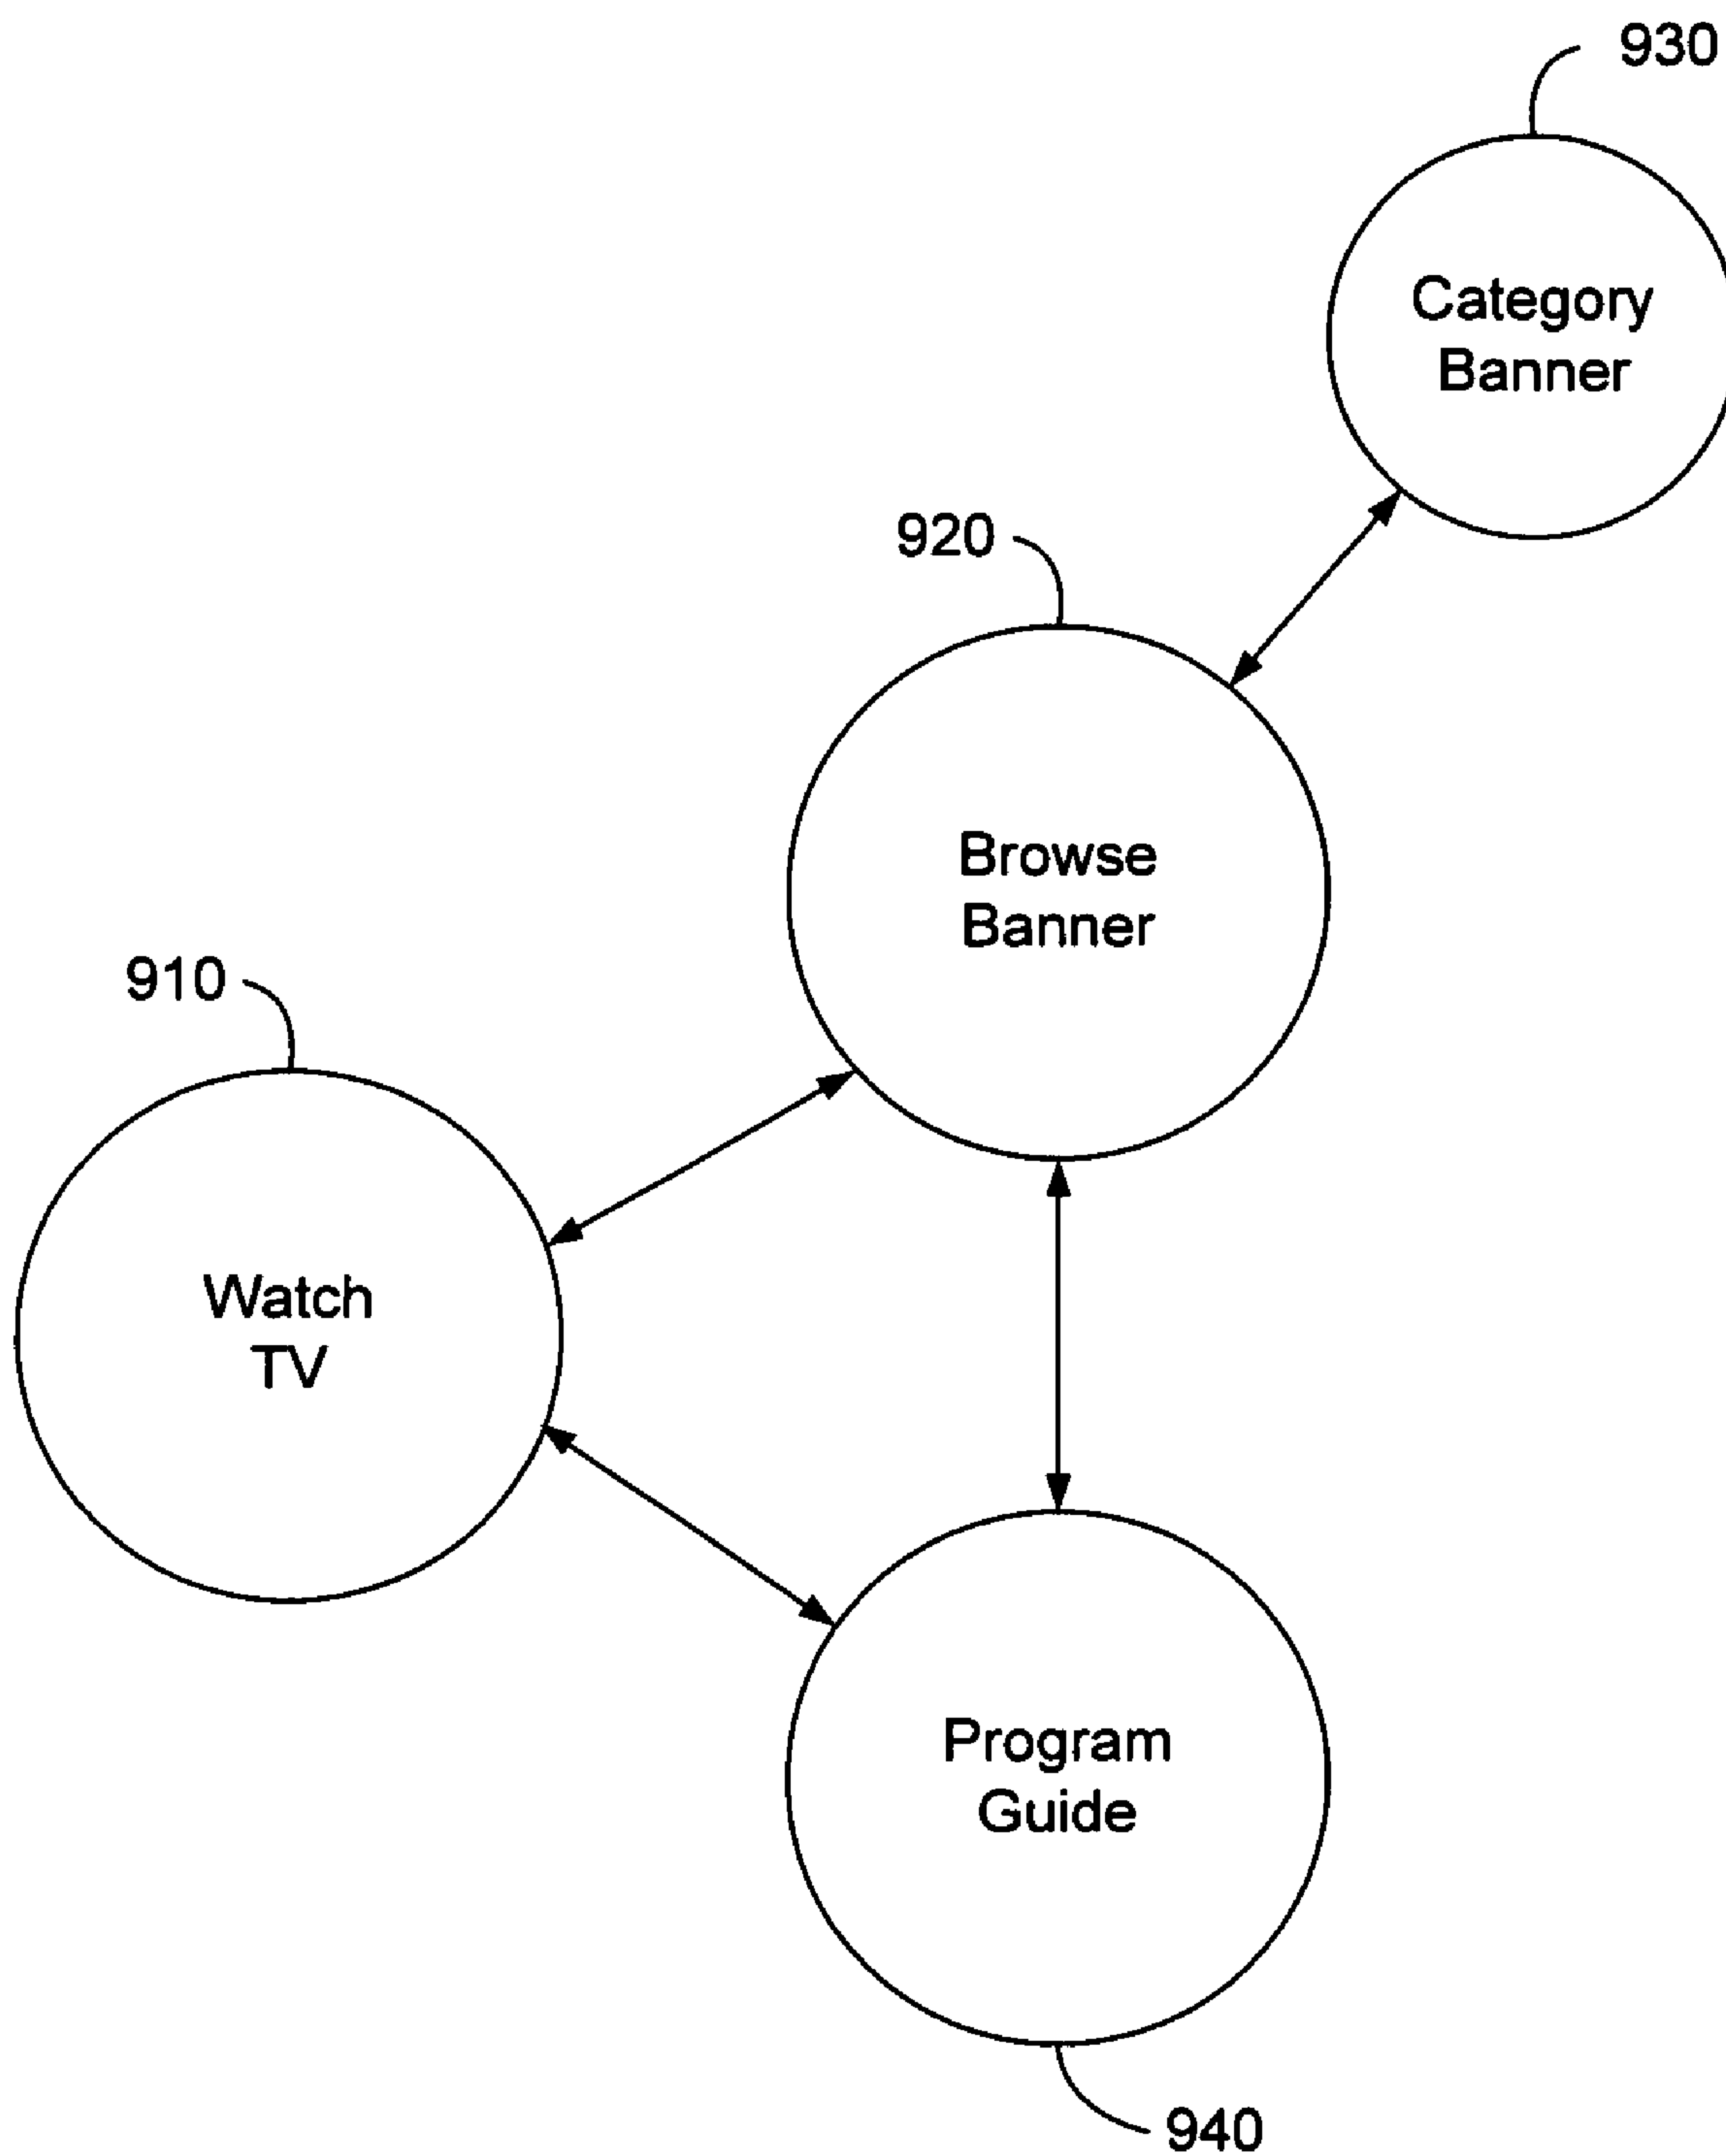 930
Category
Banner
920
Browse
Banner
910
Watch
TV
Program
Guide
940